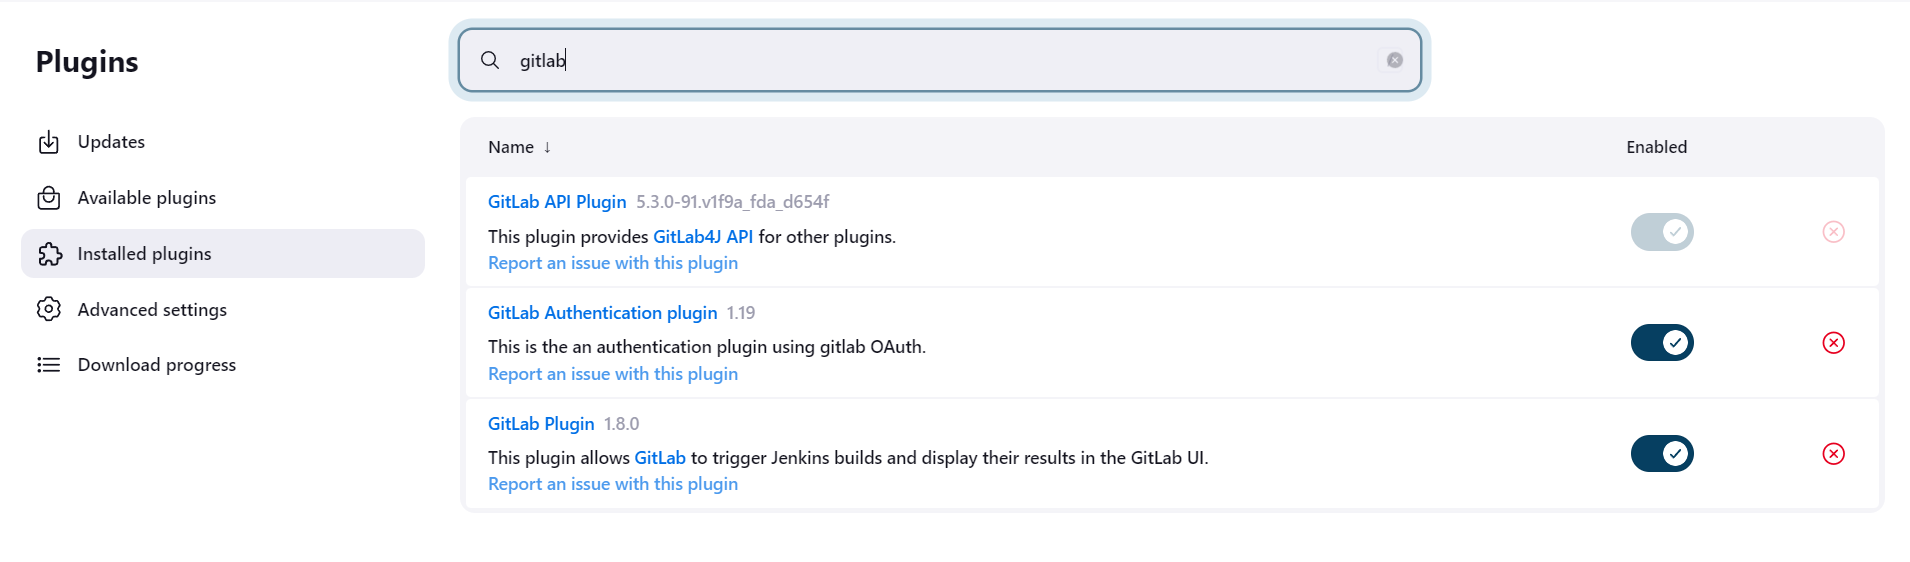 Plugins
Updates
Available plugins
Installed plugins
Advanced settings
Download progress
gitlab
Name ↓ Enabled
GitLab API Plugin 5.3.0-91.v1f9a_fda_d654f
This plugin provides GitLab4J API for other plugins.
Report an issue with this plugin
GitLab Authentication plugin 1.19
This is the an authentication plugin using gitlab OAuth.
Report an issue with this plugin
GitLab Plugin 1.8.0
This plugin allows GitLab to trigger Jenkins builds and display their results in the GitLab UI.
Report an issue with this plugin